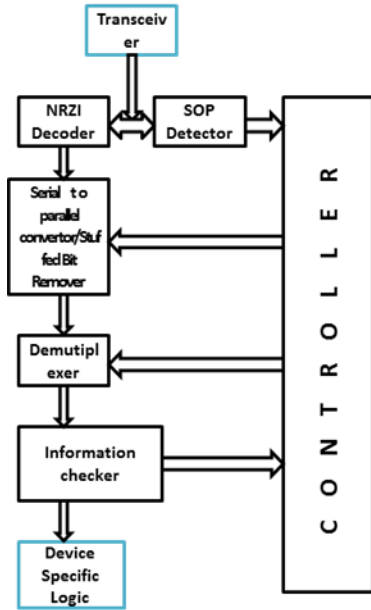 Transceiv
er
NRZI
Decoder
SOP
Detector
Serial to
parallel
convertor/Stuf
fed Bit
Remover
Demutipl
exer
Information
checker
Device
Specific
Logic
CONTROLLER